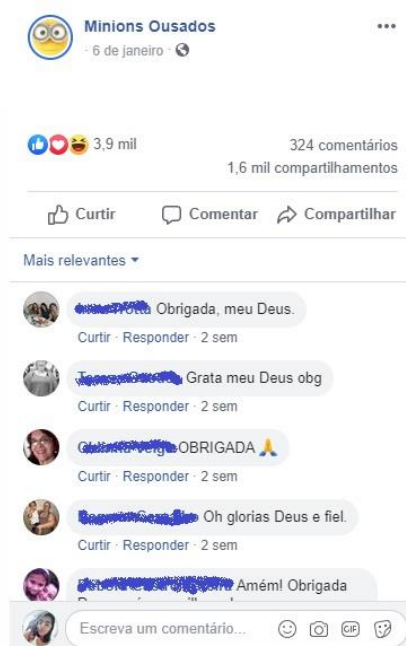 Minions Ousados
· 6 de janeiro ·
3,9 mil
324 comentários
1,6 mil compartilhamentos
Curtir Comentar Compartilhar
Mais relevantes
Obrigada, meu Deus.
Curtir · Responder · 2 sem
Grata meu Deus obg
Curtir · Responder · 2 sem
OBRIGADA 🙏
Curtir · Responder · 2 sem
Oh glorias Deus e fiel.
Curtir · Responder · 2 sem
Amém! Obrigada
Escreva um comentário... GIF